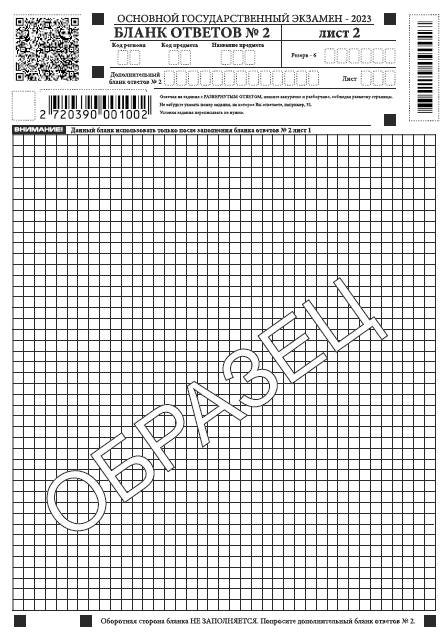 ОСНОВНОЙ ГОСУДАРСТВЕННЫЙ ЭКЗАМЕН - 2023
БЛАНК ОТВЕТОВ № 2
лист 2
Код региона
Код предмета
Название предмета
Резерв - 6
Дополнительный
бланк ответов № 2
Лист
2 720390 001002
Отвечая на задания с РАЗВЕРНУТЫМ ОТВЕТОМ, пишите аккуратно и разборчиво, соблюдая разметку страницы.
Не забудьте указать номер задания, на которое Вы отвечаете, например, 31.
Условия задания переписывать не нужно.
ВНИМАНИЕ!
Данный бланк использовать только после заполнения бланка ответов № 2 лист 1
ОБРАЗЕЦ
Оборотная сторона бланка НЕ ЗАПОЛНЯЕТСЯ. Попросите дополнительный бланк ответов № 2.